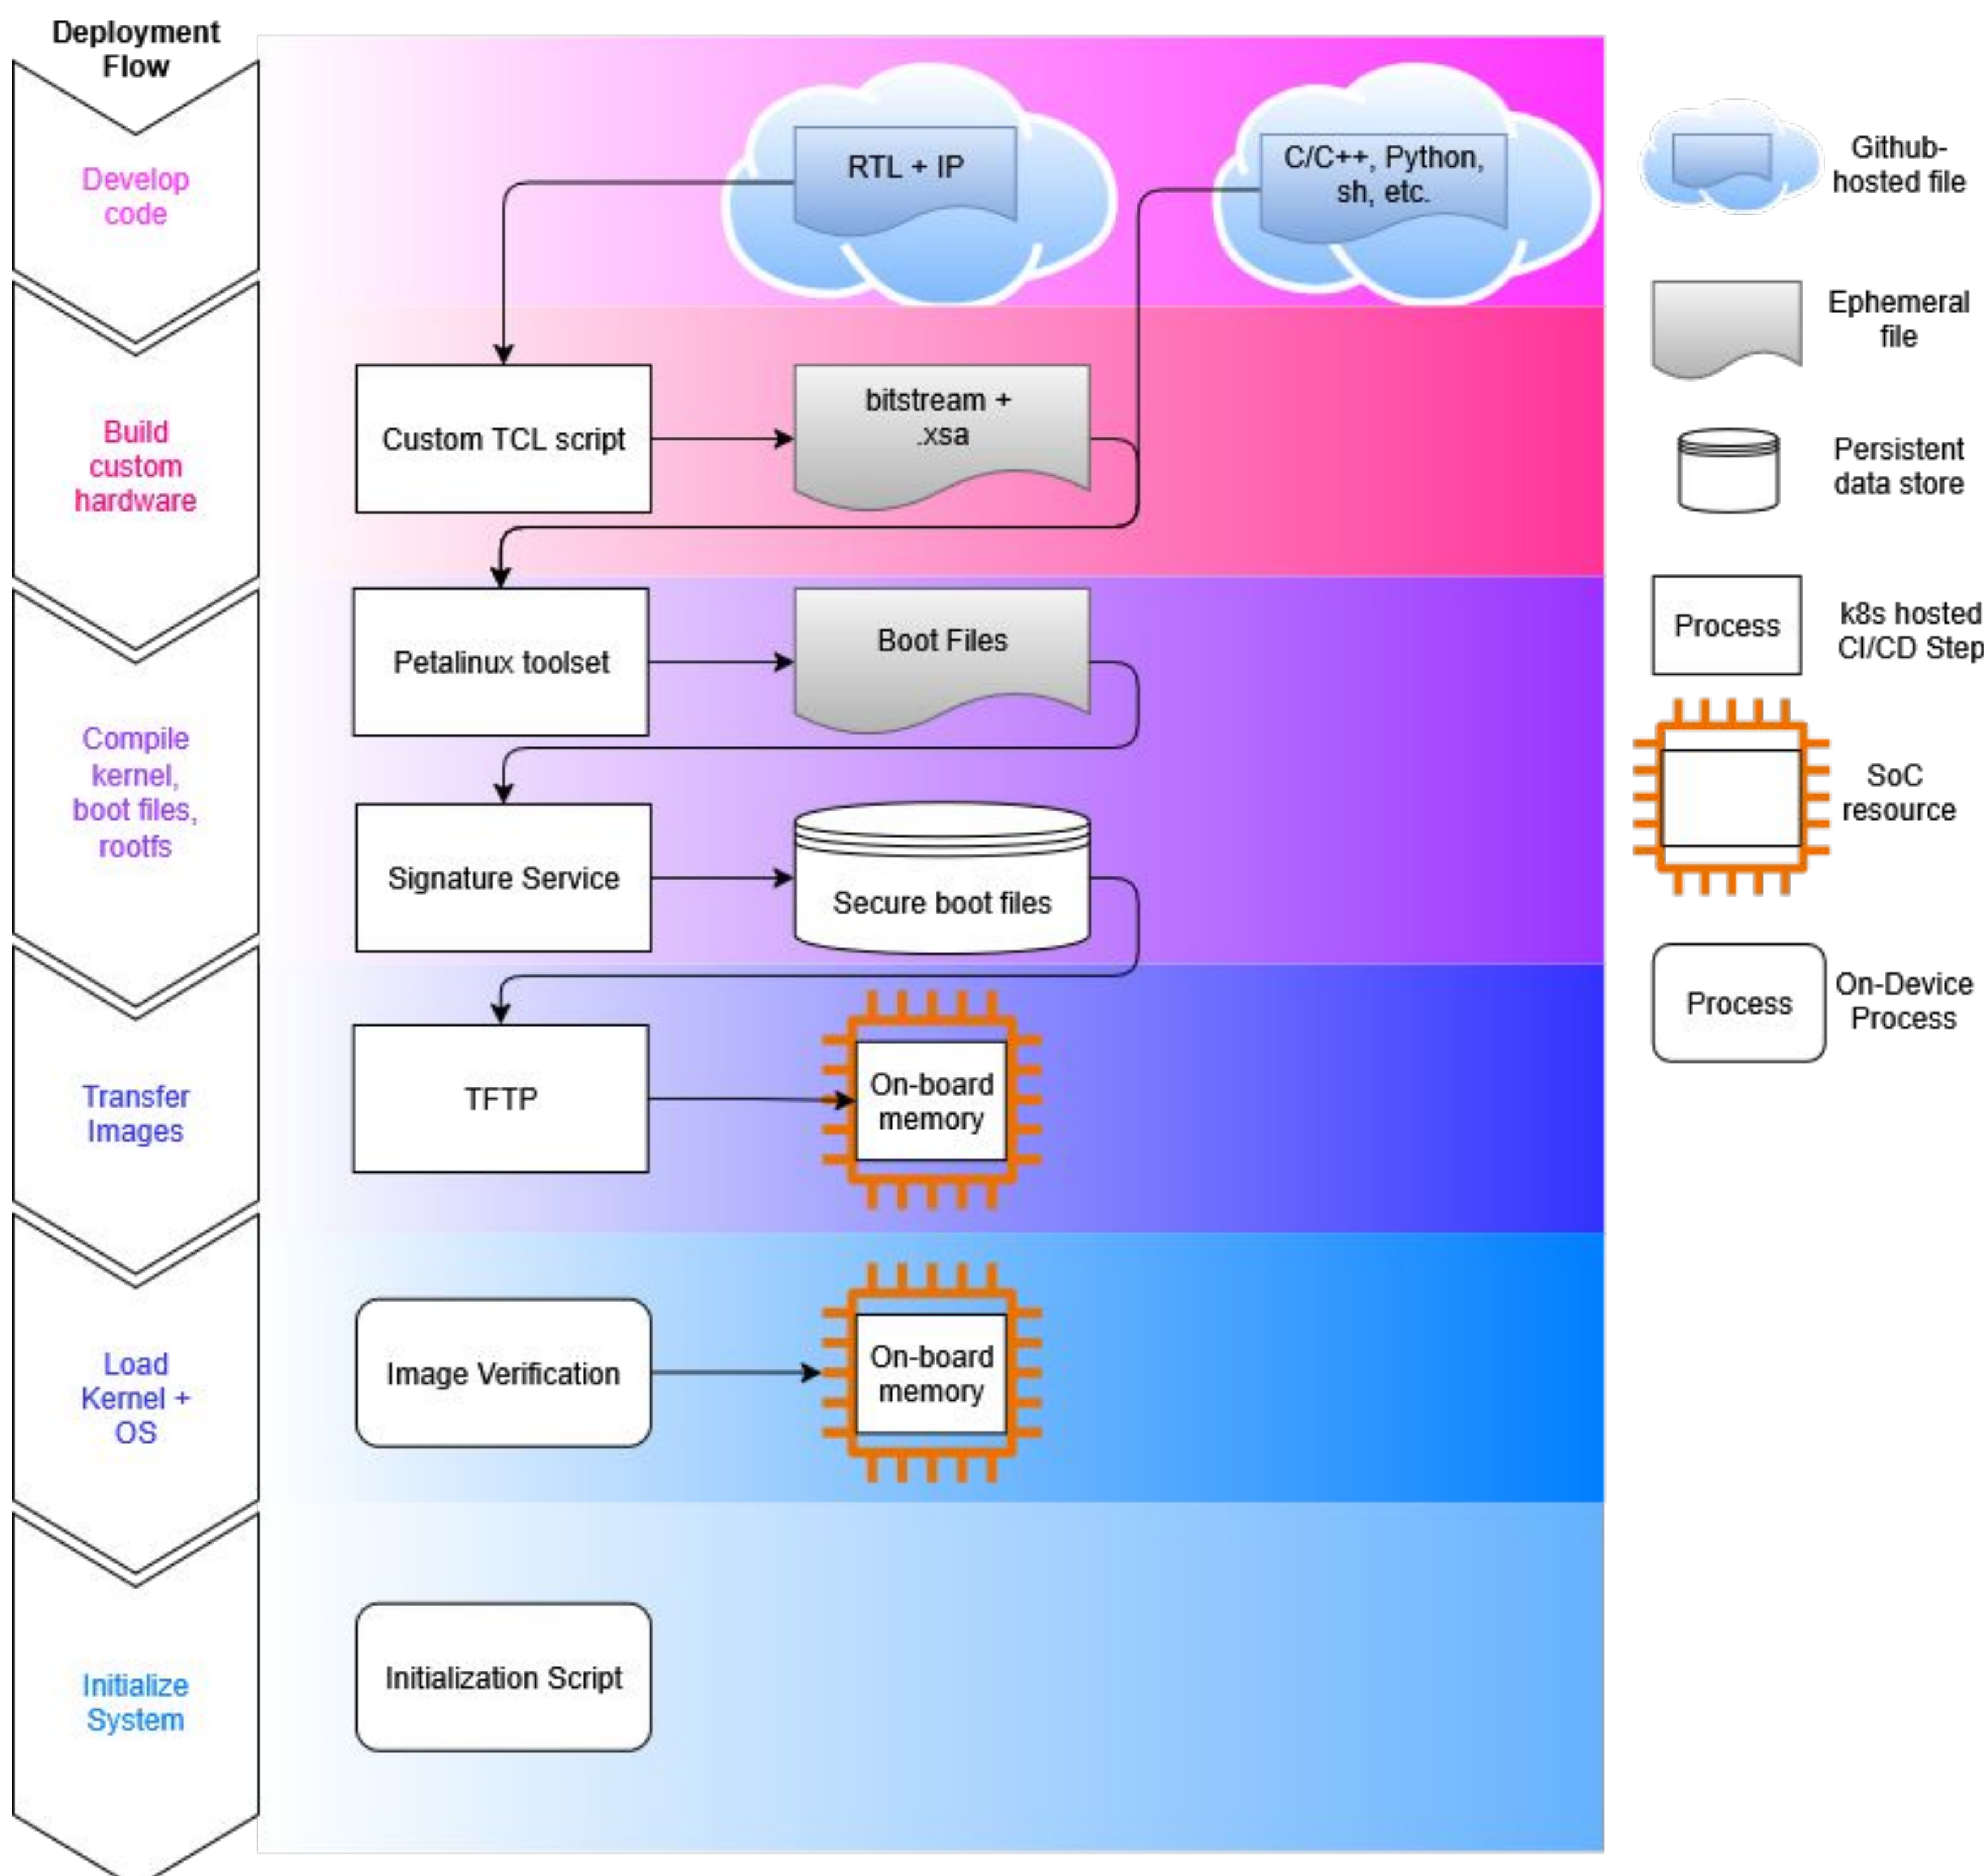 Deployment
Flow
Develop
code
RTL + IP
C/C++, Python,
sh, etc.
Build
custom
hardware
Custom TCL script
bitstream +
.xsa
Compile
kernel,
boot files,
rootfs
Petalinux toolset
Boot Files
Signature Service
Secure boot files
Transfer
Images
TFTP
On-board
memory
Load
Kernel +
OS
Image Verification
On-board
memory
Initialize
System
Initialization Script
Github-
hosted file
Ephemeral
file
Persistent
data store
Process
k8s hosted
CI/CD Step
SoC
resource
Process
On-Device
Process